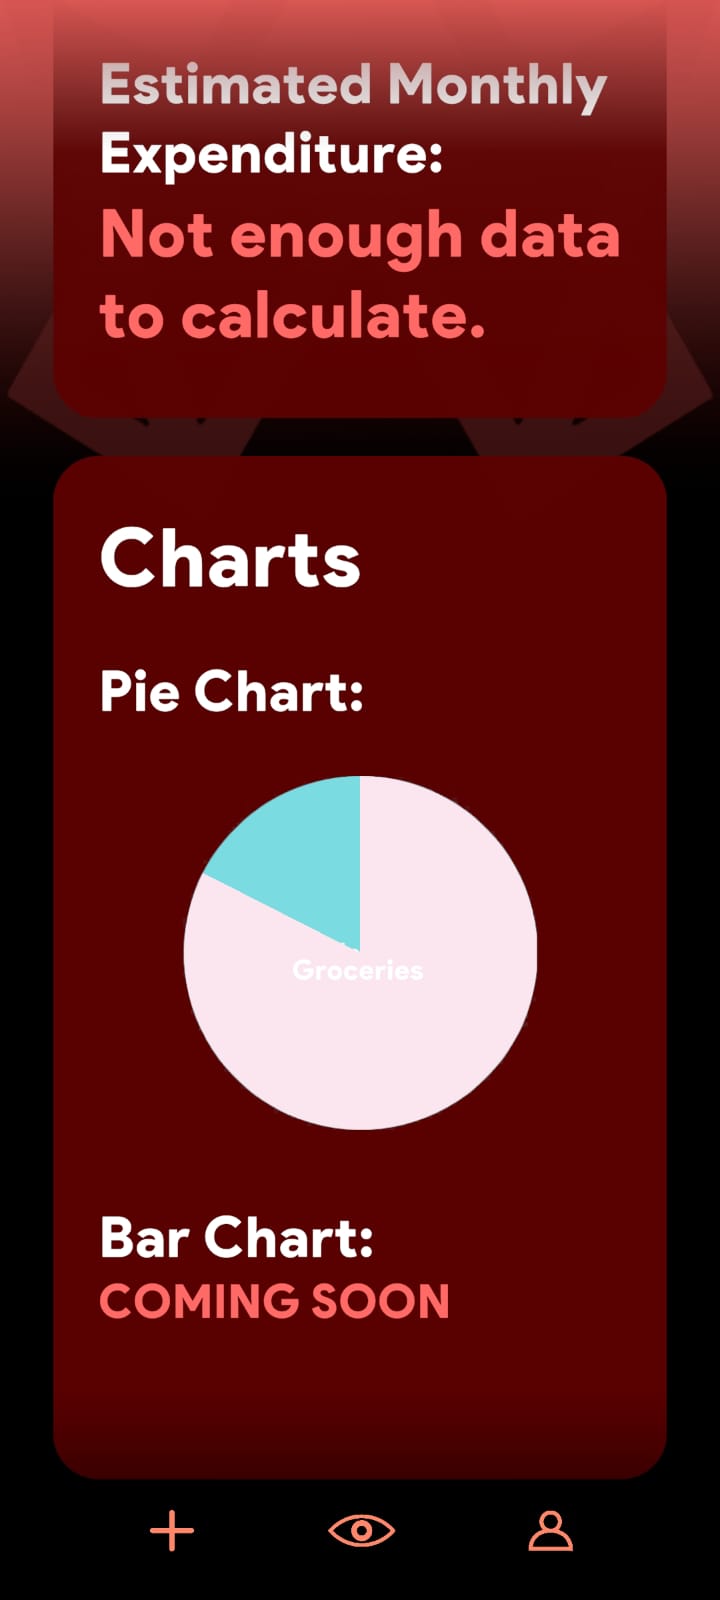 Estimated Monthly
Expenditure:
Not enough data
to calculate.
Charts
Pie Chart:
Groceries
Bar Chart:
COMING SOON